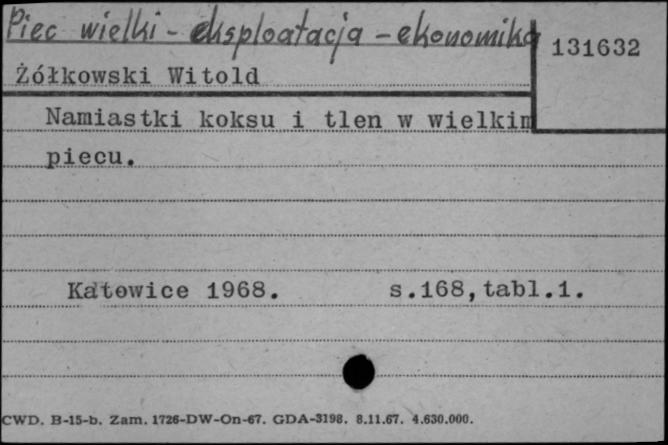 Piec wielki - eksploatacja - ekonomika
131632
Żółkowski Witold
Namiastki koksu i tlen w wielkim
piecu.
Katowice 1968. s.168,tabl.1.
CWD. B-15-b. Zam. 1726-DW-On-67. GDA-3198. 8.11.67. 4.630.000.